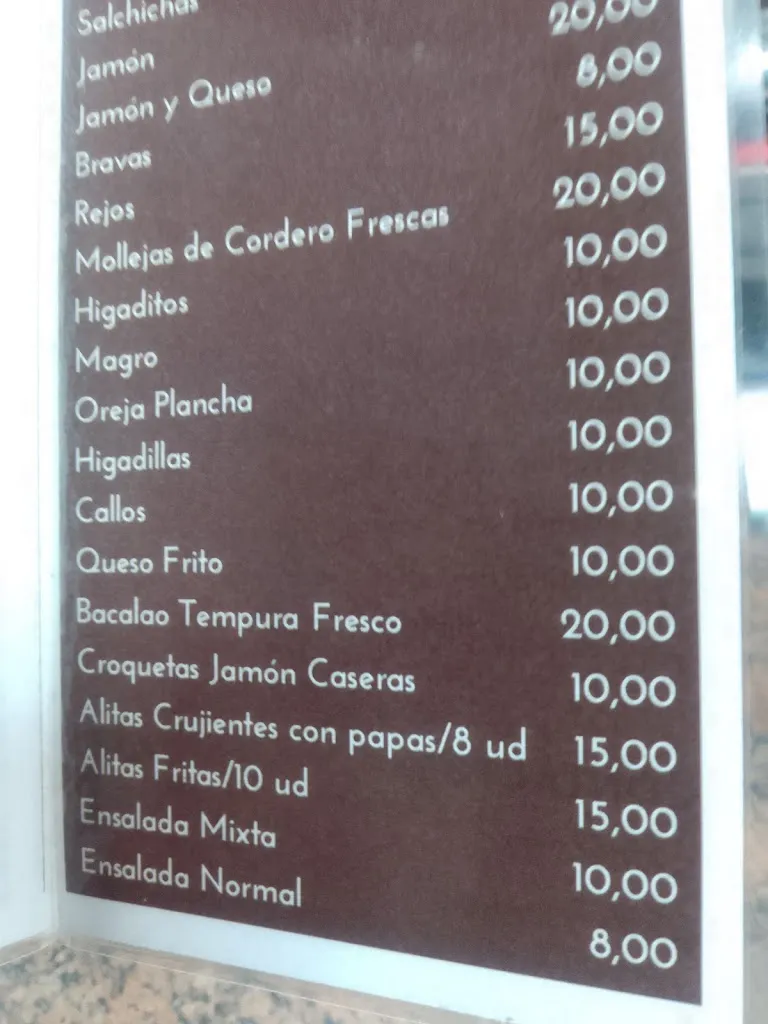 Salchichas
Jamón
Jamón y Queso 20,00
Bravas 8,00
Rejos 15,00
Mollejas de Cordero Frescas 20,00
Higaditos 10,00
Magro 10,00
Oreja Plancha 10,00
Higadillas 10,00
Callos 10,00
Queso Frito 10,00
Bacalao Tempura Fresco 20,00
Croquetas Jamón Caseras 10,00
Alitas Crujientes con papas/8 ud 15,00
Alitas Fritas/10 ud 15,00
Ensalada Mixta 10,00
Ensalada Normal 8,00